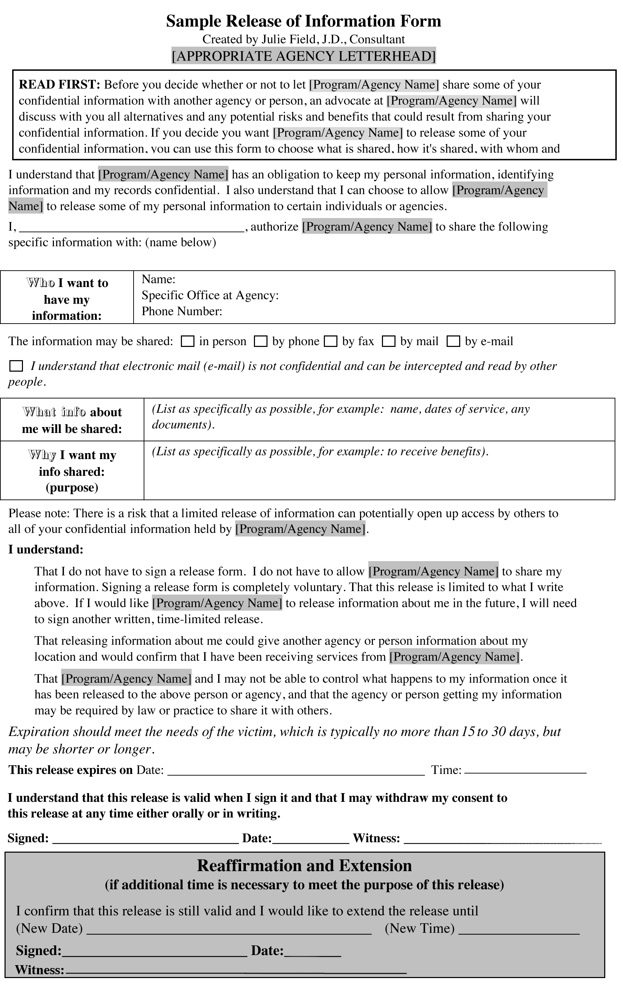 Sample Release of Information Form
Created by Julie Field, J.D., Consultant
[APPROPRIATE AGENCY LETTERHEAD]
READ FIRST: Before you decide whether or not to let [Program/Agency Name] share some of your
confidential information with another agency or person, an advocate at [Program/Agency Name] will
discuss with you all alternatives and any potential risks and benefits that could result from sharing your
confidential information. If you decide you want [Program/Agency Name] to release some of your
confidential information, you can use this form to choose what is shared, how it's shared, with whom and
I understand that [Program/Agency Name] has an obligation to keep my personal information, identifying
information and my records confidential.  I also understand that I can choose to allow [Program/Agency
Name] to release some of my personal information to certain individuals or agencies.
I, ____________________, authorize [Program/Agency Name] to share the following
specific information with: (name below)
Who I want to
have my
information:
Name:
Specific Office at Agency:
Phone Number:
The information may be shared: ☐ in person ☐ by phone ☐ by fax ☐ by mail ☐ by e-mail
☐ I understand that electronic mail (e-mail) is not confidential and can be intercepted and read by other
people.
What info about
me will be shared:
(List as specifically as possible, for example:  name, dates of service, any
documents).
Why I want my
info shared:
(purpose)
(List as specifically as possible, for example: to receive benefits).
Please note: There is a risk that a limited release of information can potentially open up access by others to
all of your confidential information held by [Program/Agency Name].
I understand:
That I do not have to sign a release form.  I do not have to allow [Program/Agency Name] to share my
information. Signing a release form is completely voluntary. That this release is limited to what I write
above.  If I would like [Program/Agency Name] to release information about me in the future, I will need
to sign another written, time-limited release.
That releasing information about me could give another agency or person information about my
location and would confirm that I have been receiving services from [Program/Agency Name].
That [Program/Agency Name] and I may not be able to control what happens to my information once it
has been released to the above person or agency, and that the agency or person getting my information
may be required by law or practice to share it with others.
Expiration should meet the needs of the victim, which is typically no more than 15 to 30 days, but
may be shorter or longer.
This release expires on Date: ____________________ Time: __________
I understand that this release is valid when I sign it and that I may withdraw my consent to
this release at any time either orally or in writing.
Signed: ____________________ Date:__________ Witness: ____________________
Reaffirmation and Extension
(if additional time is necessary to meet the purpose of this release)
I confirm that this release is still valid and I would like to extend the release until
(New Date) ____________________ (New Time) __________
Signed:____________________ Date:__________
Witness:____________________